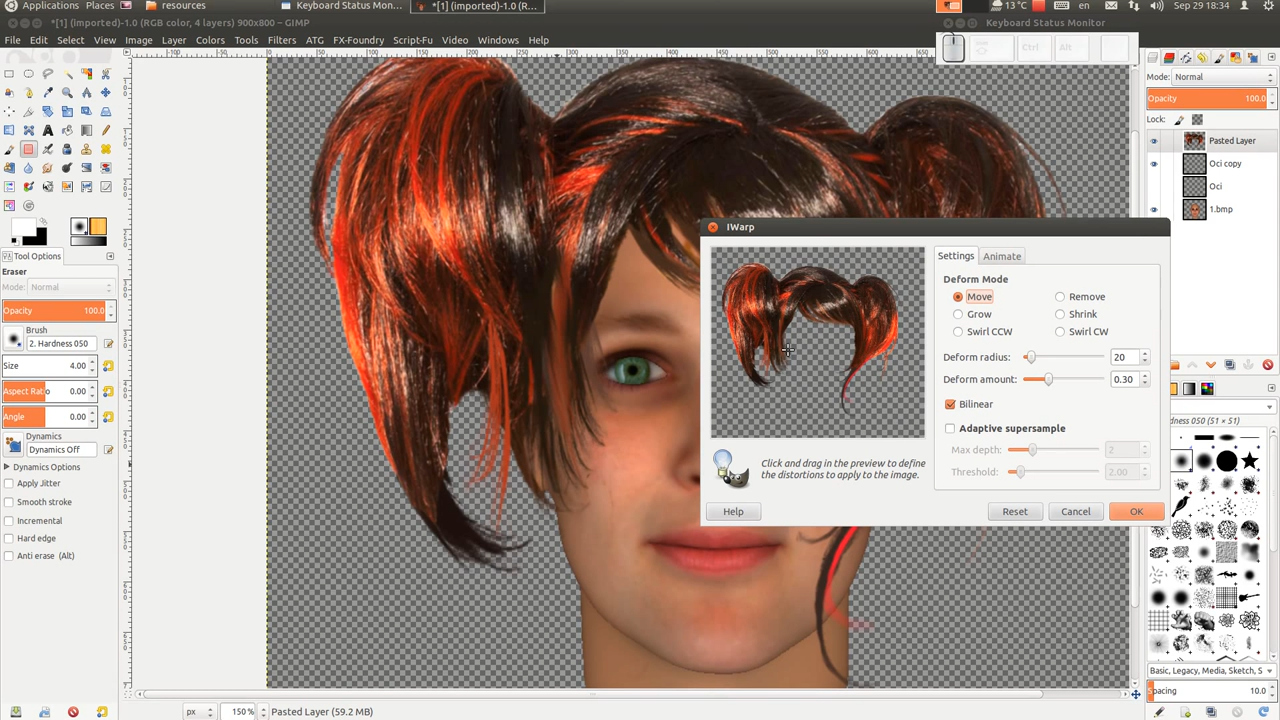 Applications Places resources Keyboard Status Monit... *[1] (imported)-1.0 (R... 13 °C en Sep 29 18:34
*[1] (imported)-1.0 (RGB color, 4 layers) 900x800 – GIMP
Keyboard Status Monitor
File Edit Select View Image Layer Colors Tools Filters ATG FX-Foundry Script-Fu Video Windows Help
Ctrl Alt
Mode: Normal
Opacity 100.0
Lock:
Pasted Layer
Oci copy
Oci
1.bmp
Tool Options
Eraser
Mode: Normal
Opacity 100.0
Brush
2. Hardness 050
Size 4.00
Aspect Ratio 0.00
Angle 0.00
Dynamics
Dynamics Off
Dynamics Options
Apply Jitter
Smooth stroke
Incremental
Hard edge
Anti erase (Alt)
IWarp
Settings Animate
Deform Mode
Move Remove
Grow Shrink
Swirl CCW Swirl CW
Deform radius: 20
Deform amount: 0.30
Bilinear
Adaptive supersample
Max depth: 2
Threshold: 2.00
Click and drag in the preview to define
the distortions to apply to the image.
Help Reset Cancel OK
dness 050 (51 × 51)
Basic, Legacy, Media, Sketch, S
Spacing 10.0
px 150% Pasted Layer (59.2 MB)